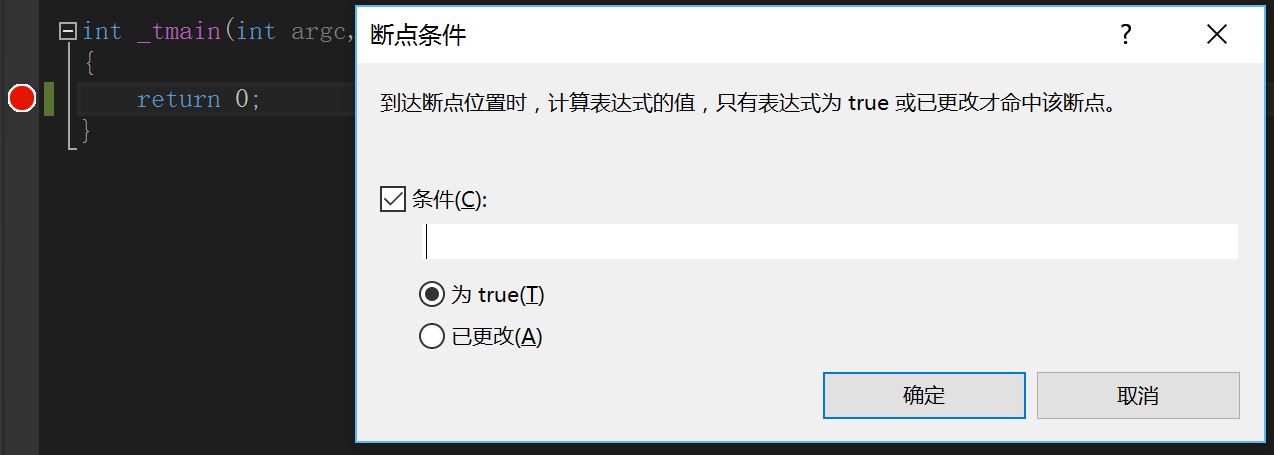 int _tmain(int argc,
{
return 0;
}
断点条件
?
到达断点位置时，计算表达式的值，只有表达式为 true 或已更改才命中该断点。
条件(C):
为 true(T)
已更改(A)
确定
取消